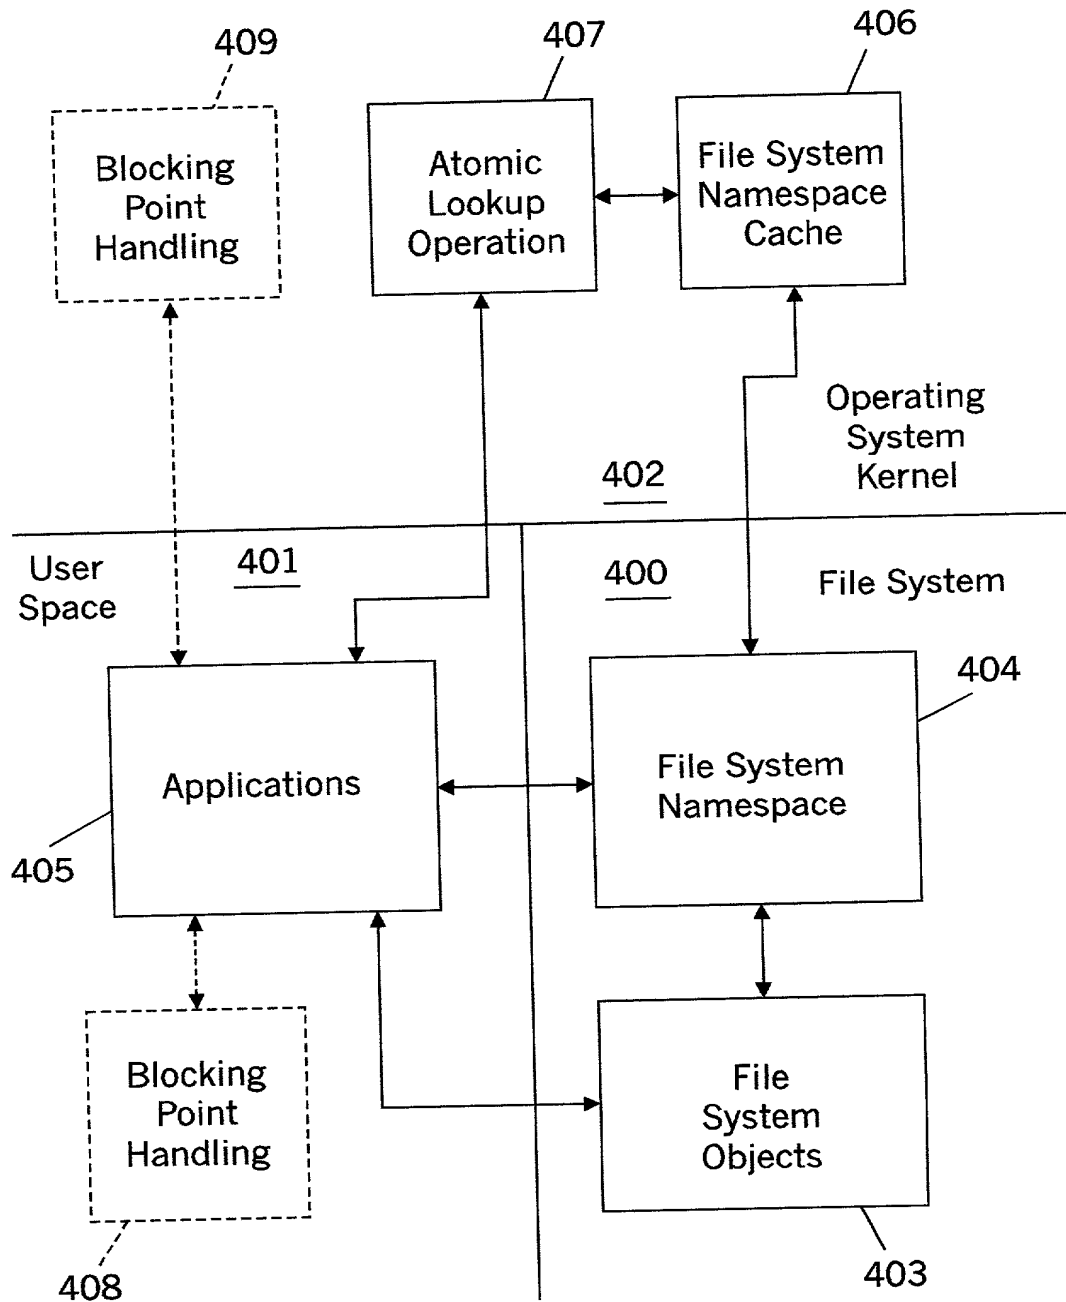 409
407
406
Blocking
Point
Handling
Atomic
Lookup
Operation
File System
Namespace
Cache
Operating
System
Kernel
402
User
Space
401
400
File System
404
Applications
File System
Namespace
405
Blocking
Point
Handling
File
System
Objects
408
403